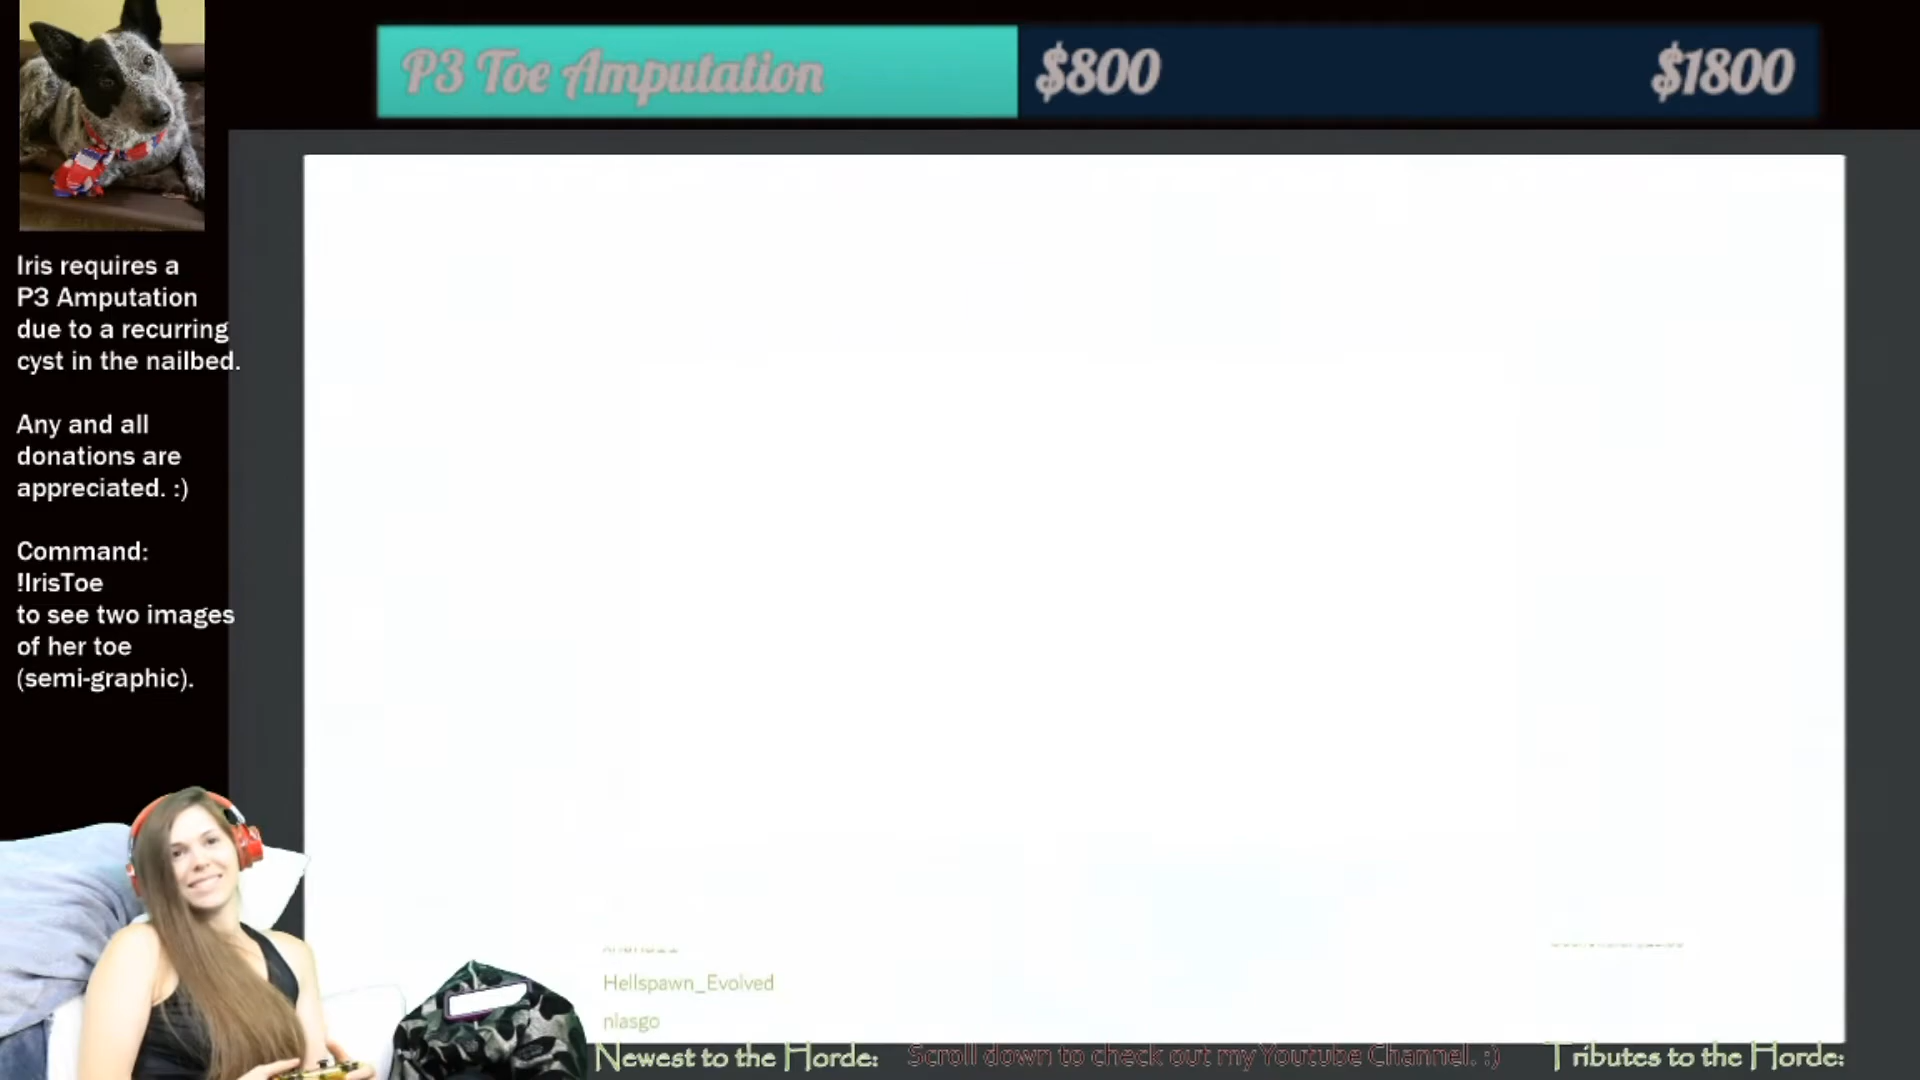 P3 Toe Amputation $800 $1800
Iris requires a
P3 Amputation
due to a recurring
cyst in the nailbed.
Any and all
donations are
appreciated. :)
Command:
!IrisToe
to see two images
of her toe
(semi-graphic).
Hellspawn_Evolved
nlasgo
Newest to the Horde:
Scroll down to check out my Youtube Channel. :)
Tributes to the Horde: